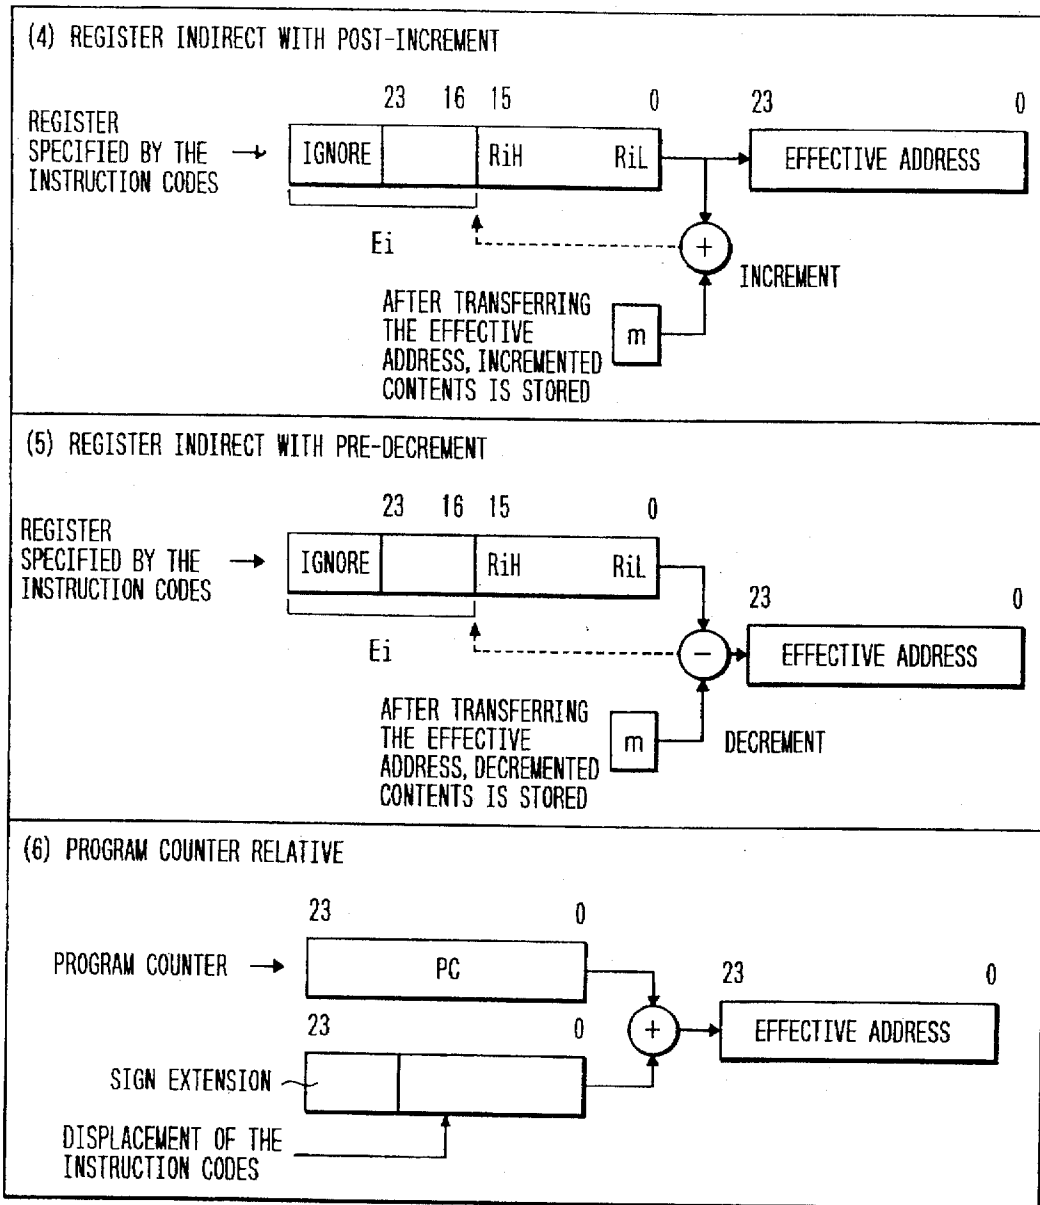 (4) REGISTER INDIRECT WITH POST-INCREMENT
23 16 15 0 23 0
REGISTER
SPECIFIED BY THE
INSTRUCTION CODES
IGNORE RiH RiL EFFECTIVE ADDRESS
Ei
+
INCREMENT
AFTER TRANSFERRING
THE EFFECTIVE
ADDRESS, INCREMENTED
CONTENTS IS STORED
m
(5) REGISTER INDIRECT WITH PRE-DECREMENT
23 16 15 0
REGISTER
SPECIFIED BY THE
INSTRUCTION CODES
IGNORE RiH RiL
23 0
Ei
−
EFFECTIVE ADDRESS
AFTER TRANSFERRING
THE EFFECTIVE
ADDRESS, DECREMENTED
CONTENTS IS STORED
m
DECREMENT
(6) PROGRAM COUNTER RELATIVE
23 0
PROGRAM COUNTER PC
23 0
23 0
+
EFFECTIVE ADDRESS
SIGN EXTENSION
DISPLACEMENT OF THE
INSTRUCTION CODES